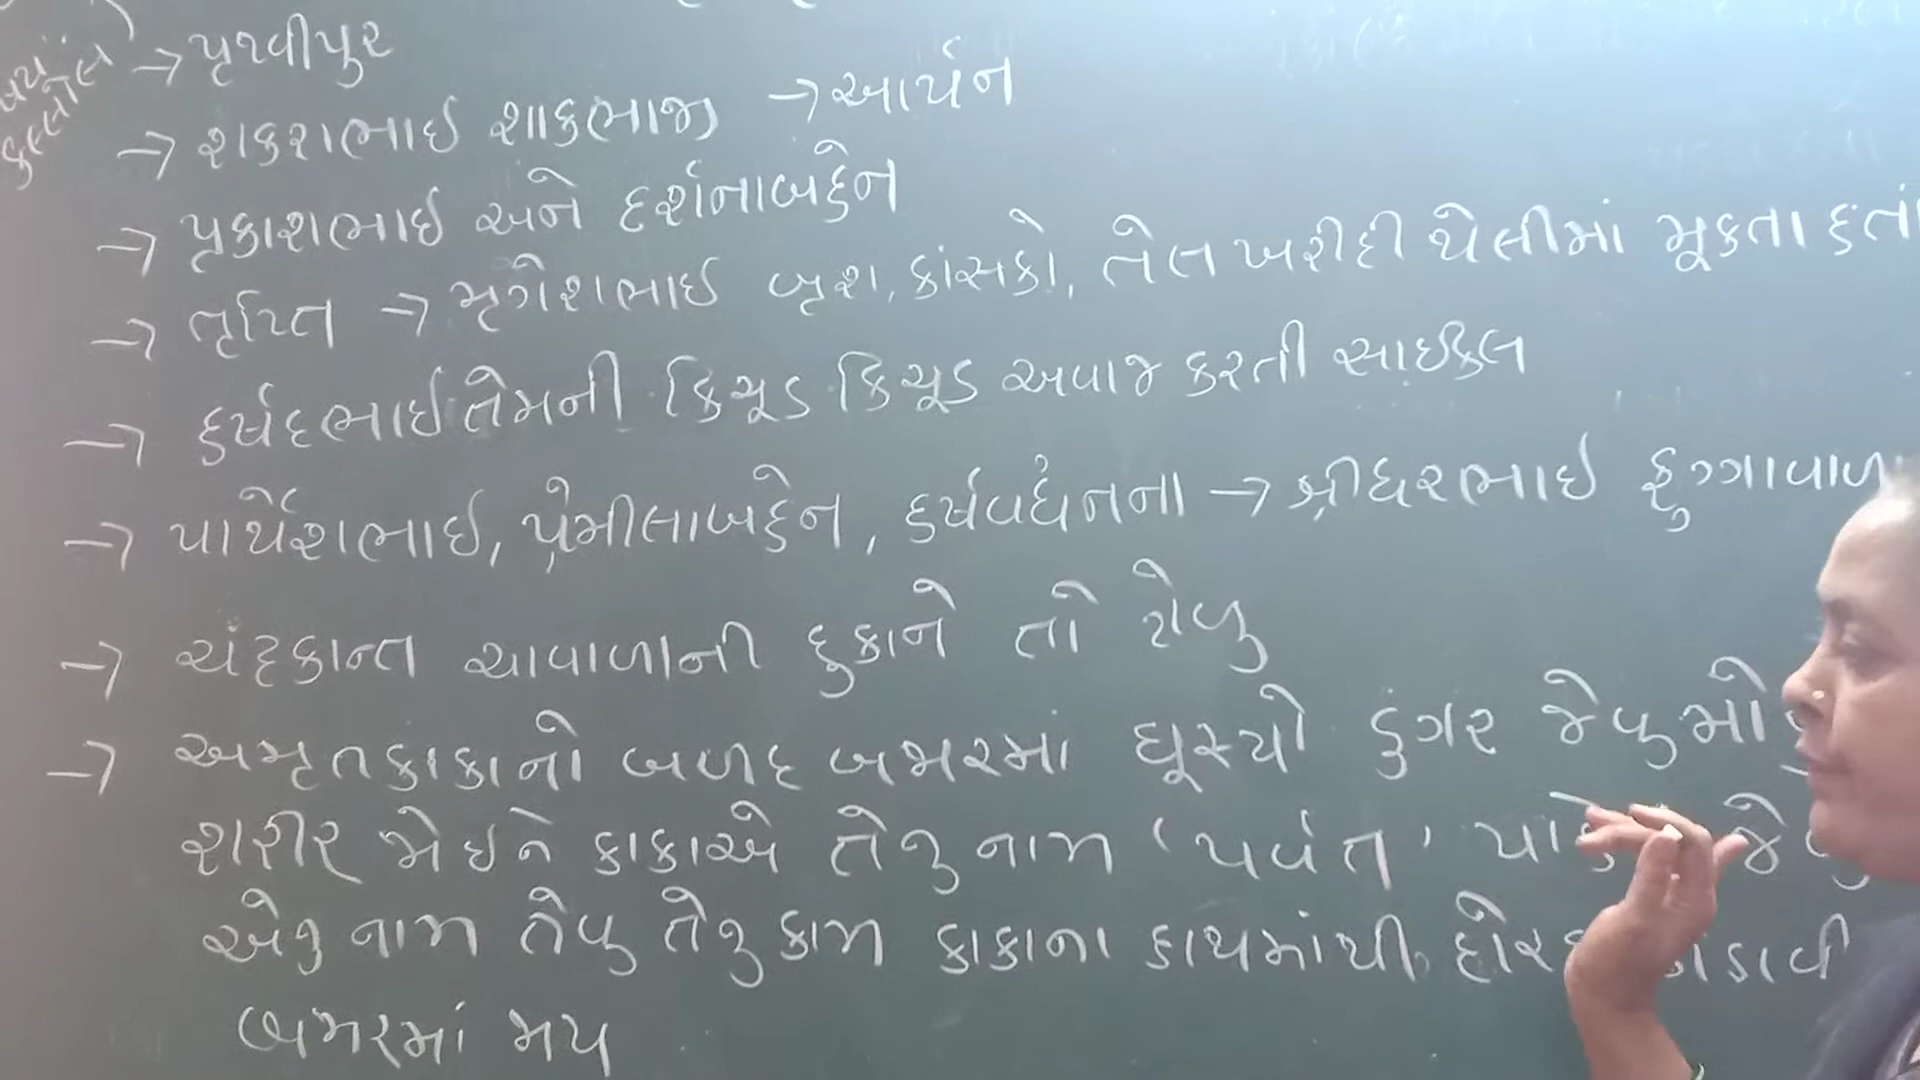 → પૃથ્વીપુર
→ શકરાભાઈ શાકભાજી → આર્યન
→ પ્રકાશભાઈ અને દર્શનાબહેન
→ તૃપ્તિ → મૃગેશભાઈ બ્રશ, કાંસકો, તેલ ખરીદી થેલીમાં મૂકતા હતાં
→ હર્ષદભાઈ તેમની કિચૂડ કિચૂડ અવાજ કરતી સાઈકલ
→ પાર્થેશભાઈ, પ્રેમીલાબહેન, હર્ષવર્ધનના → શ્રીધરભાઈ ફુગ્ગાવાળ
→ ચંદ્રકાન્ત ચાવાળાની દુકાને તો ટોળુ
→ અમૃતકાકાનો બળદ બજારમાં ઘૂસ્યો ડુંગર જેવુ
શરીર જોઈને કાકાએ તેનુ નામ ‘પર્વત’ જે
એનુ નામ તેવુ તેનુ કામ કાકાના હાથમાંથી
બજારમાં જાય